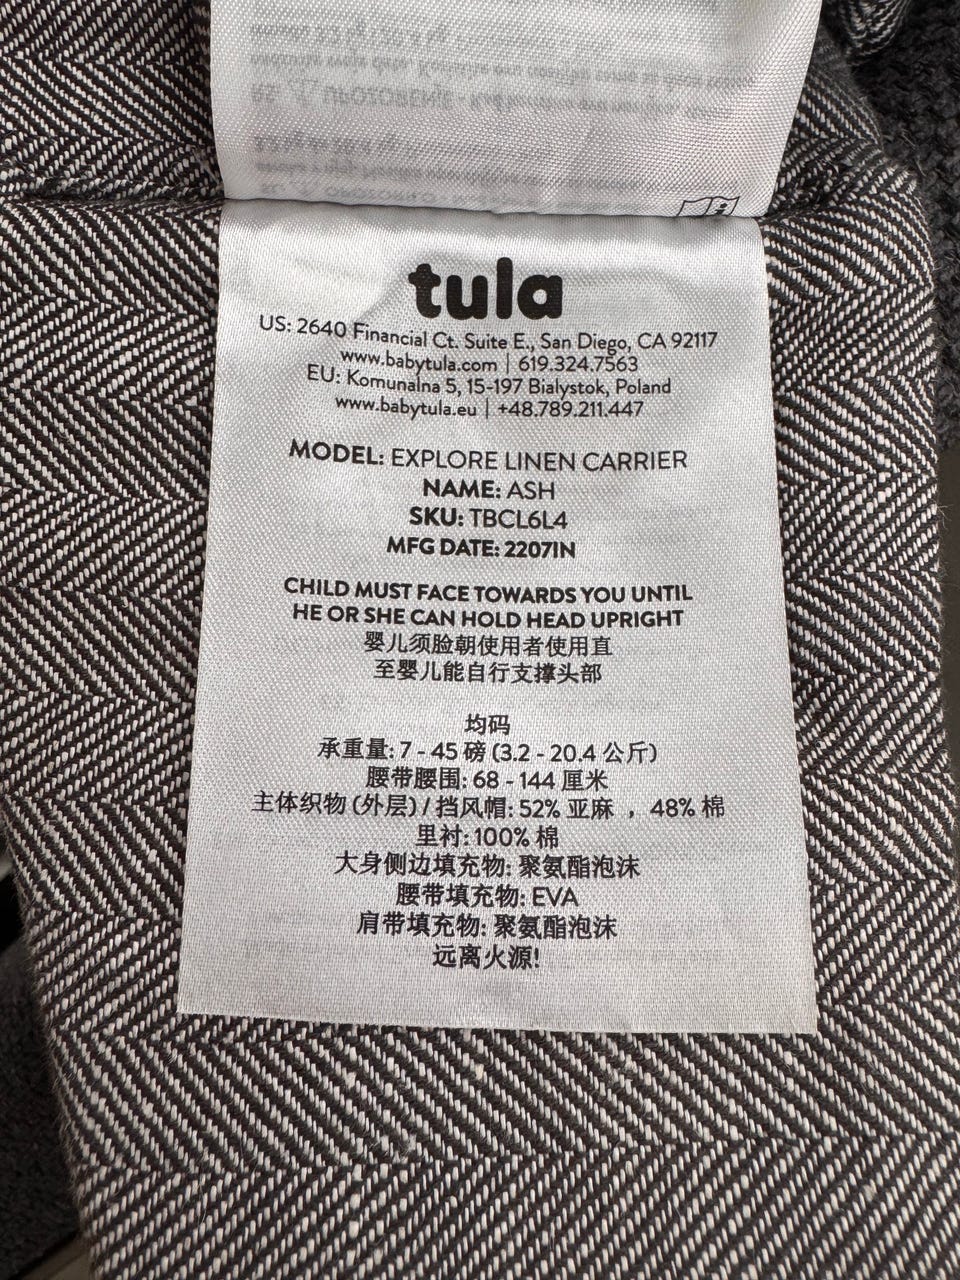 tula
US: 2640 Financial Ct. Suite E., San Diego, CA 92117
www.babytula.com | 619.324.7563
EU: Komunalna 5, 15-197 Bialystok, Poland
www.babytula.eu | +48.789.211.447
MODEL: EXPLORE LINEN CARRIER
NAME: ASH
SKU: TBCL6L4
MFG DATE: 2207IN
CHILD MUST FACE TOWARDS YOU UNTIL
HE OR SHE CAN HOLD HEAD UPRIGHT
婴儿须脸朝使用者使用直
至婴儿能自行支撑头部
均码
承重量: 7 - 45 磅 (3.2 - 20.4 公斤)
腰带腰围: 68 - 144 厘米
主体织物 (外层) / 挡风帽: 52% 亚麻 ，48% 棉
里衬: 100% 棉
大身侧边填充物: 聚氨酯泡沫
腰带填充物: EVA
肩带填充物: 聚氨酯泡沫
远离火源!